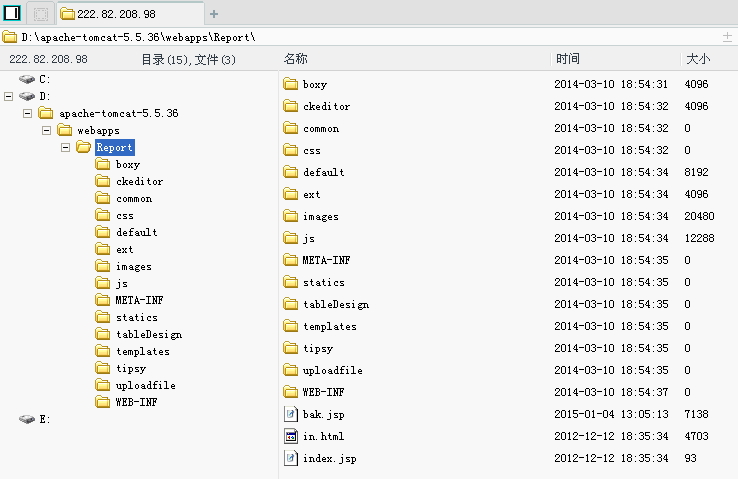 222.82.208.98
D:\apache-tomcat-5.5.36\webapps\Report\
222.82.208.98 目录(15),文件(3)
C:
D:
apache-tomcat-5.5.36
webapps
Report
boxy
ckeditor
common
css
default
ext
images
js
META-INF
statics
tableDesign
templates
tipsy
uploadfile
WEB-INF
E:
名称 时间 大小
boxy 2014-03-10 18:54:31 4096
ckeditor 2014-03-10 18:54:32 4096
common 2014-03-10 18:54:32 0
css 2014-03-10 18:54:32 0
default 2014-03-10 18:54:34 8192
ext 2014-03-10 18:54:34 4096
images 2014-03-10 18:54:34 20480
js 2014-03-10 18:54:34 12288
META-INF 2014-03-10 18:54:35 0
statics 2014-03-10 18:54:35 0
tableDesign 2014-03-10 18:54:35 0
templates 2014-03-10 18:54:35 0
tipsy 2014-03-10 18:54:35 0
uploadfile 2014-03-10 18:54:35 0
WEB-INF 2014-03-10 18:54:37 0
bak.jsp 2015-01-04 13:05:13 7138
in.html 2012-12-12 18:35:34 4703
index.jsp 2012-12-12 18:35:34 93